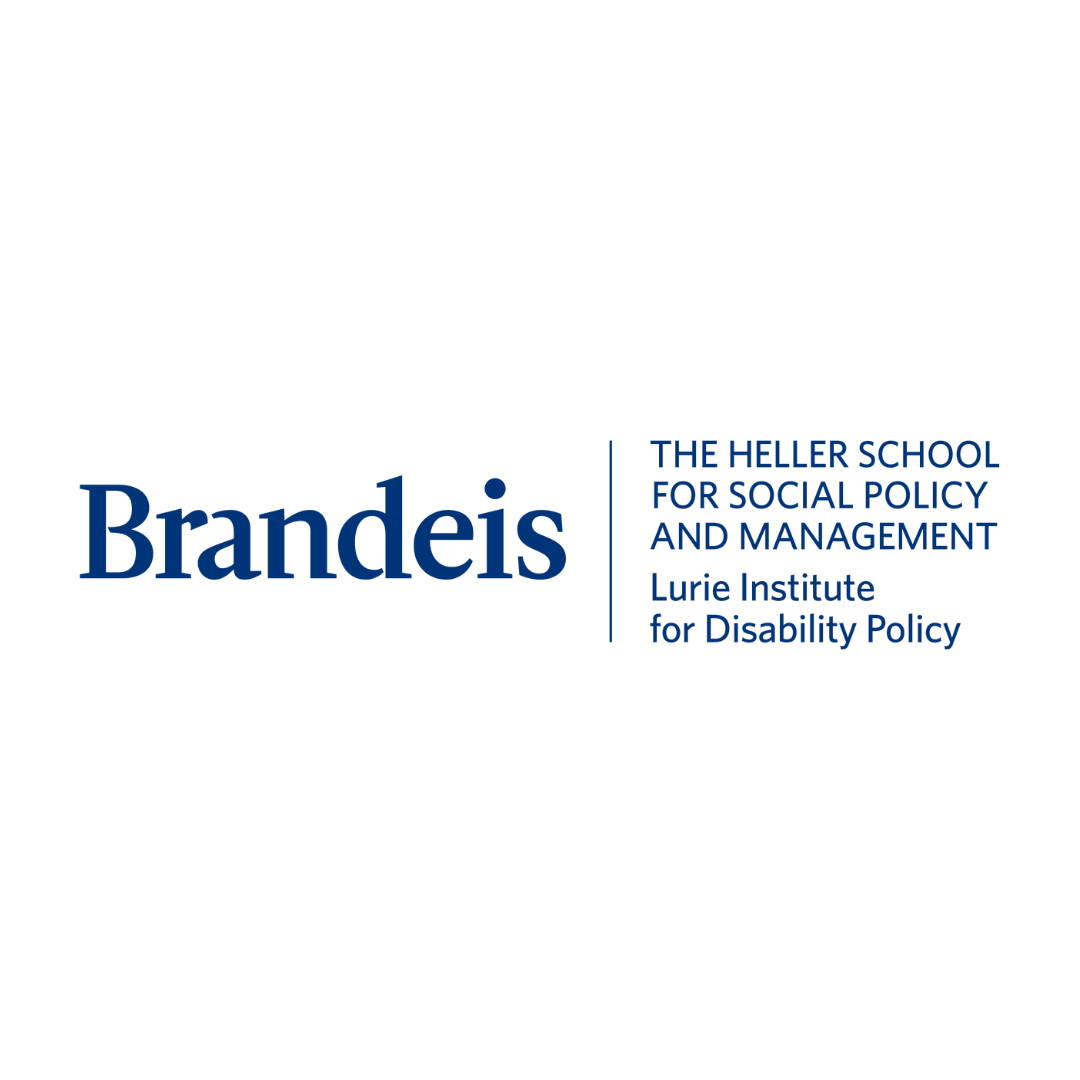 Brandeis
THE HELLER SCHOOL
FOR SOCIAL POLICY
AND MANAGEMENT
Lurie Institute
for Disability Policy